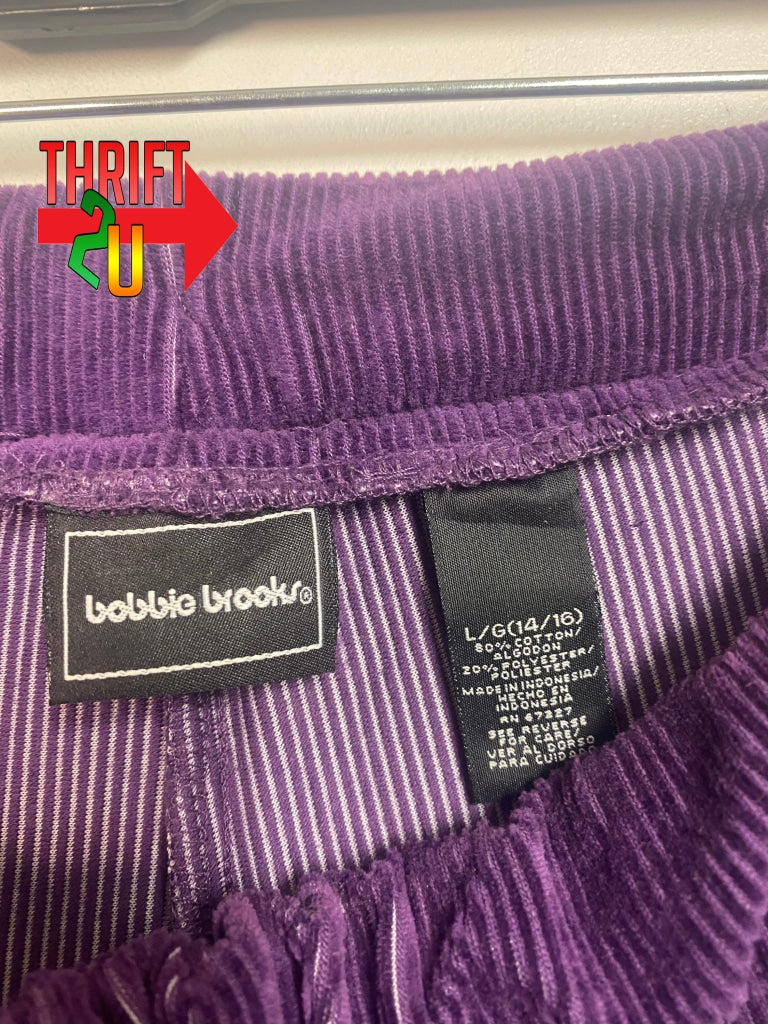 THRIFT
2U
bobbie brooks®
L/G(14/16)
80% COTTON/
ALGODON
20% POLYESTER/
POLIESTER
MADE IN INDONESIA/
HECHO EN
INDONESIA
RN 67227
SEE REVERSE
FOR CARE/
VER AL DORSO
PARA CUIDADO